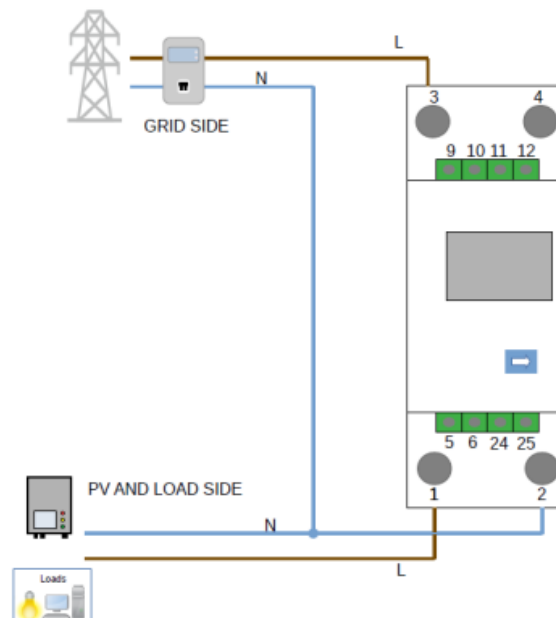 L
N
GRID SIDE
3 4
9 10 11 12
5 6 24 25
1 2
PV AND LOAD SIDE
N
L
Loads